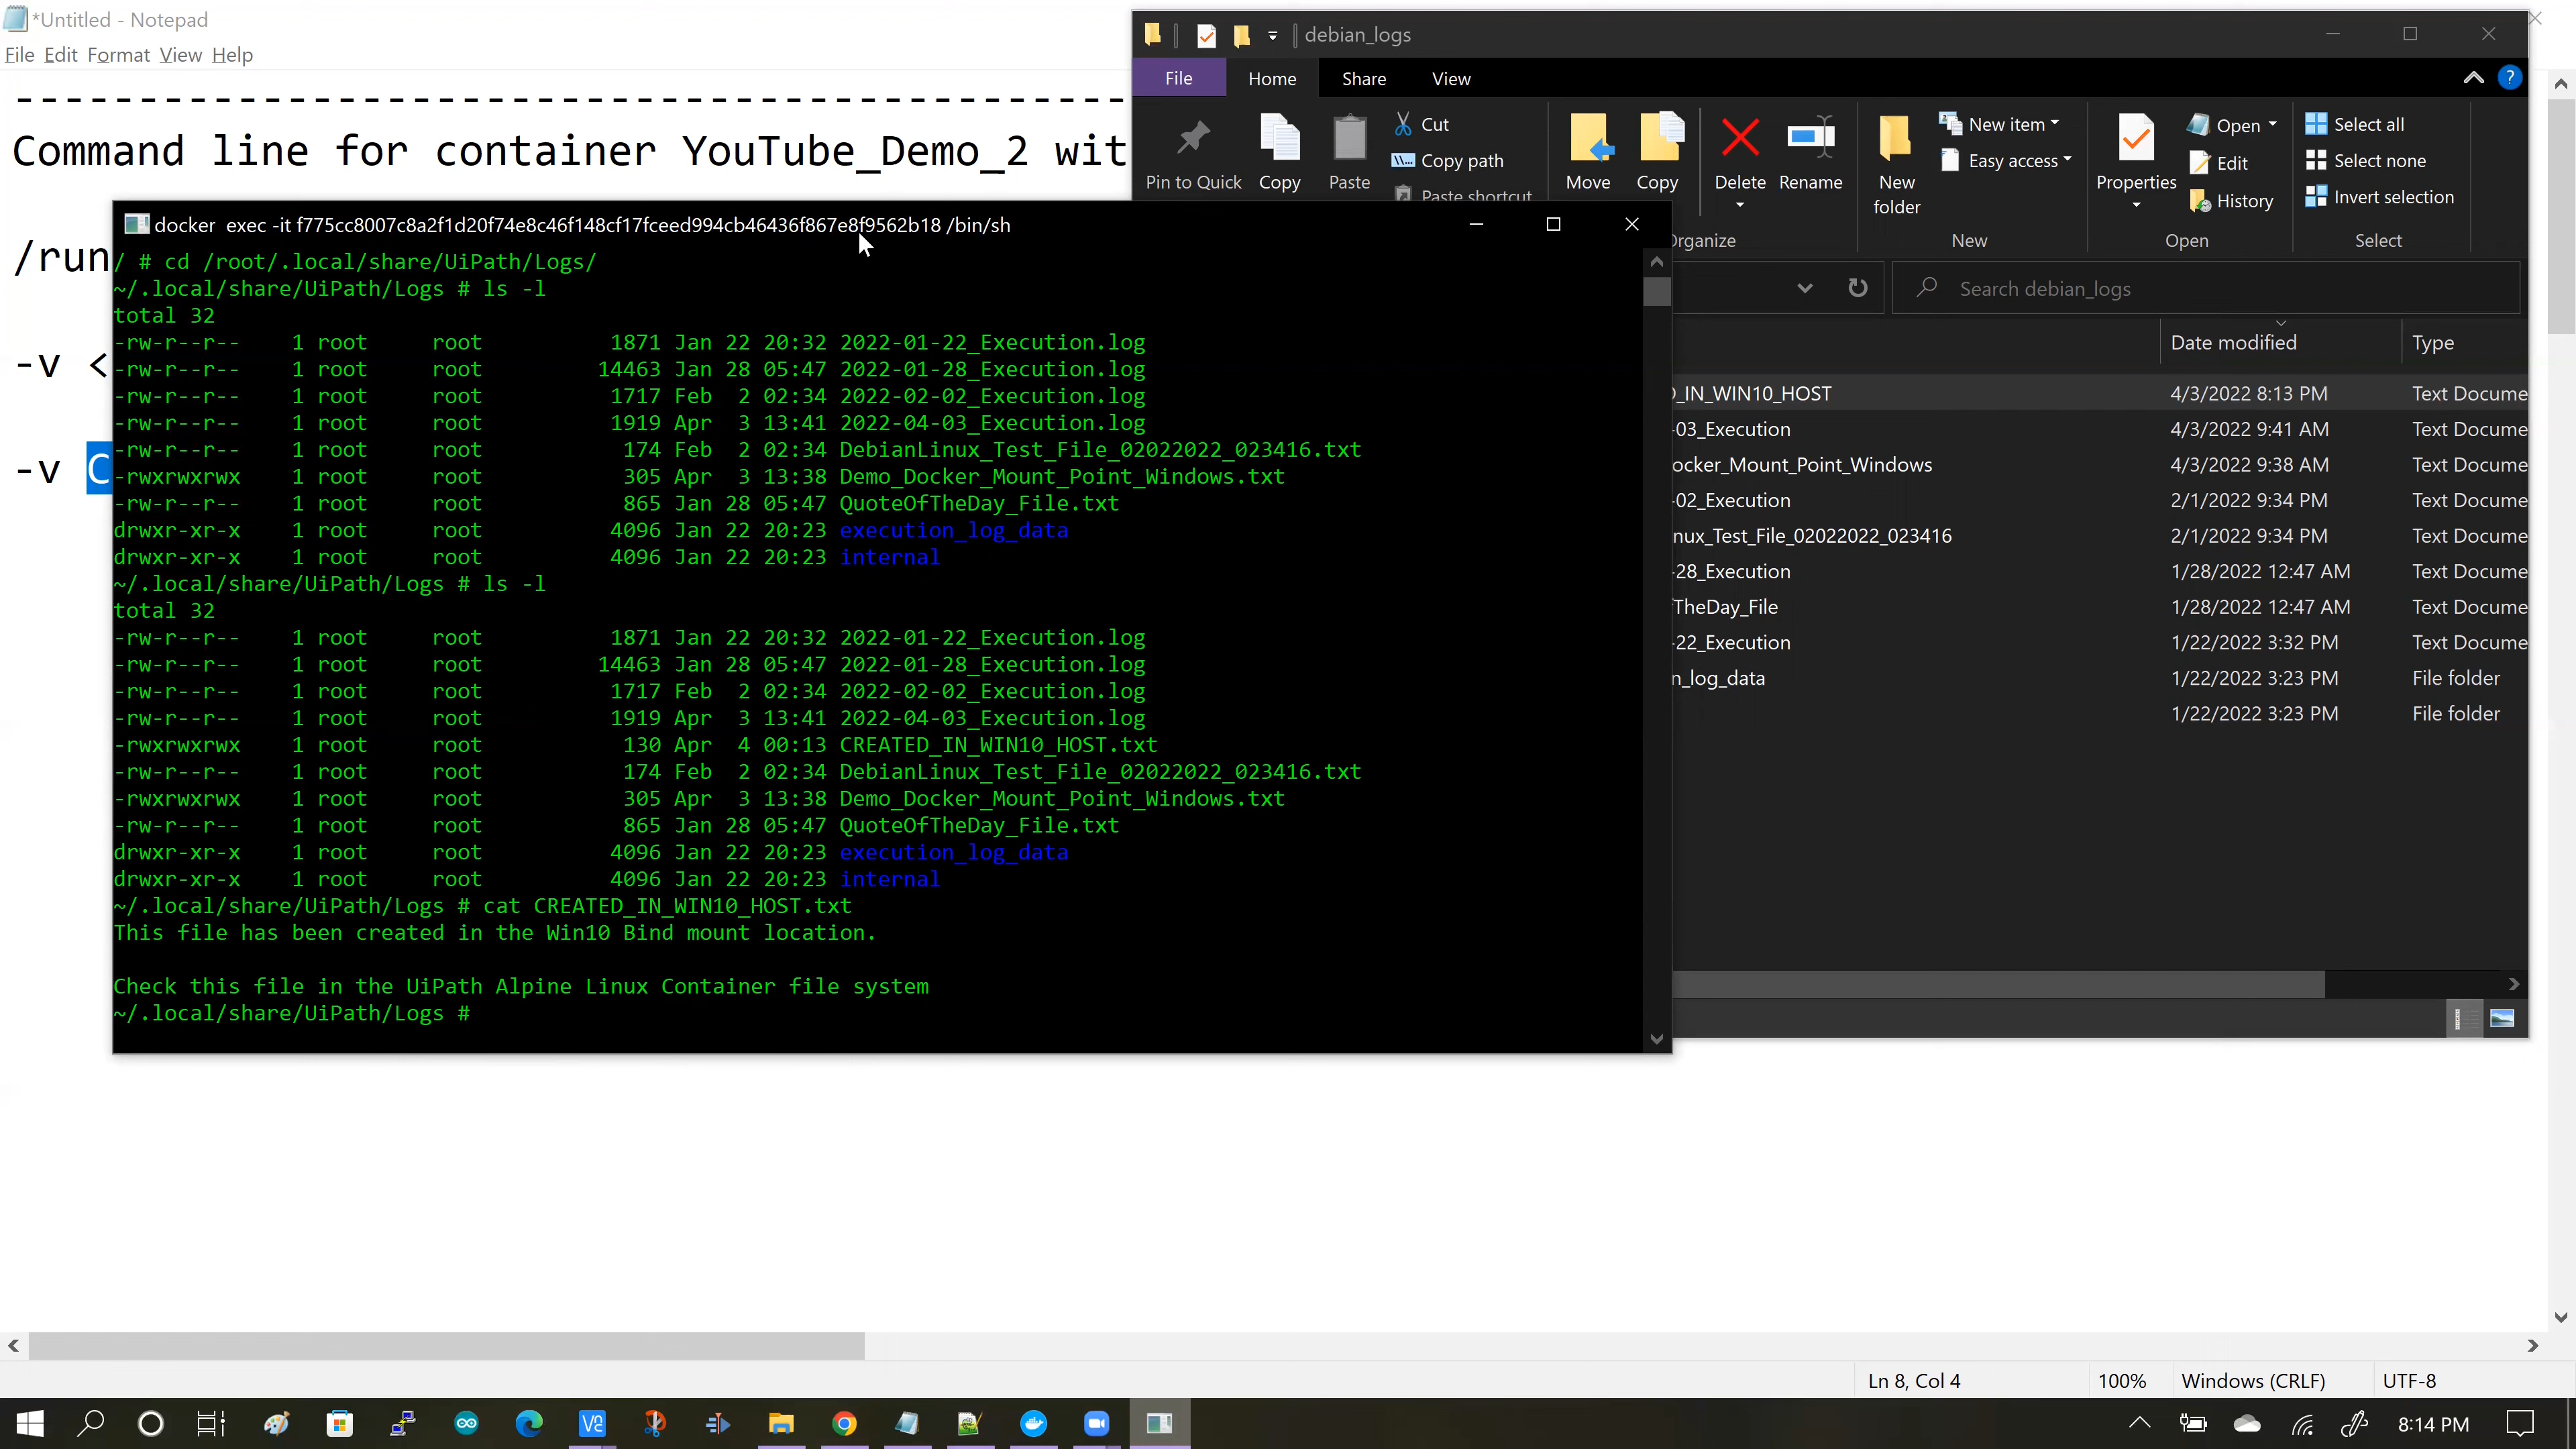 *Untitled - Notepad
File Edit Format View Help
--------------------------------------------
Command line for container YouTube_Demo_2 wit
/run
-v <
-v C
debian_logs
File Home Share View
Pin to Quick Copy Paste
Cut
Copy path
Paste shortcut
Move Copy Delete Rename
New folder
New item
Easy access
Properties
Open
Edit
History
Select all
Select none
Invert selection
Organize New Open Select
Search debian_logs
Date modified Type
D_IN_WIN10_HOST 4/3/2022 8:13 PM Text Docume
-03_Execution 4/3/2022 9:41 AM Text Docume
ocker_Mount_Point_Windows 4/3/2022 9:38 AM Text Docume
-02_Execution 2/1/2022 9:34 PM Text Docume
nux_Test_File_02022022_023416 2/1/2022 9:34 PM Text Docume
-28_Execution 1/28/2022 12:47 AM Text Docume
TheDay_File 1/28/2022 12:47 AM Text Docume
-22_Execution 1/22/2022 3:32 PM Text Docume
n_log_data 1/22/2022 3:23 PM File folder
1/22/2022 3:23 PM File folder
docker exec -it f775cc8007c8a2f1d20f74e8c46f148cf17fceed994cb46436f867e8f9562b18 /bin/sh
/ # cd /root/.local/share/UiPath/Logs/
~/.local/share/UiPath/Logs # ls -l
total 32
-rw-r--r-- 1 root root 1871 Jan 22 20:32 2022-01-22_Execution.log
-rw-r--r-- 1 root root 14463 Jan 28 05:47 2022-01-28_Execution.log
-rw-r--r-- 1 root root 1717 Feb 2 02:34 2022-02-02_Execution.log
-rw-r--r-- 1 root root 1919 Apr 3 13:41 2022-04-03_Execution.log
-rw-r--r-- 1 root root 174 Feb 2 02:34 DebianLinux_Test_File_02022022_023416.txt
-rwxrwxrwx 1 root root 305 Apr 3 13:38 Demo_Docker_Mount_Point_Windows.txt
-rw-r--r-- 1 root root 865 Jan 28 05:47 QuoteOfTheDay_File.txt
drwxr-xr-x 1 root root 4096 Jan 22 20:23 execution_log_data
drwxr-xr-x 1 root root 4096 Jan 22 20:23 internal
~/.local/share/UiPath/Logs # ls -l
total 32
-rw-r--r-- 1 root root 1871 Jan 22 20:32 2022-01-22_Execution.log
-rw-r--r-- 1 root root 14463 Jan 28 05:47 2022-01-28_Execution.log
-rw-r--r-- 1 root root 1717 Feb 2 02:34 2022-02-02_Execution.log
-rw-r--r-- 1 root root 1919 Apr 3 13:41 2022-04-03_Execution.log
-rwxrwxrwx 1 root root 130 Apr 4 00:13 CREATED_IN_WIN10_HOST.txt
-rw-r--r-- 1 root root 174 Feb 2 02:34 DebianLinux_Test_File_02022022_023416.txt
-rwxrwxrwx 1 root root 305 Apr 3 13:38 Demo_Docker_Mount_Point_Windows.txt
-rw-r--r-- 1 root root 865 Jan 28 05:47 QuoteOfTheDay_File.txt
drwxr-xr-x 1 root root 4096 Jan 22 20:23 execution_log_data
drwxr-xr-x 1 root root 4096 Jan 22 20:23 internal
~/.local/share/UiPath/Logs # cat CREATED_IN_WIN10_HOST.txt
This file has been created in the Win10 Bind mount location.
Check this file in the UiPath Alpine Linux Container file system
~/.local/share/UiPath/Logs #
Ln 8, Col 4 100% Windows (CRLF) UTF-8
8:14 PM